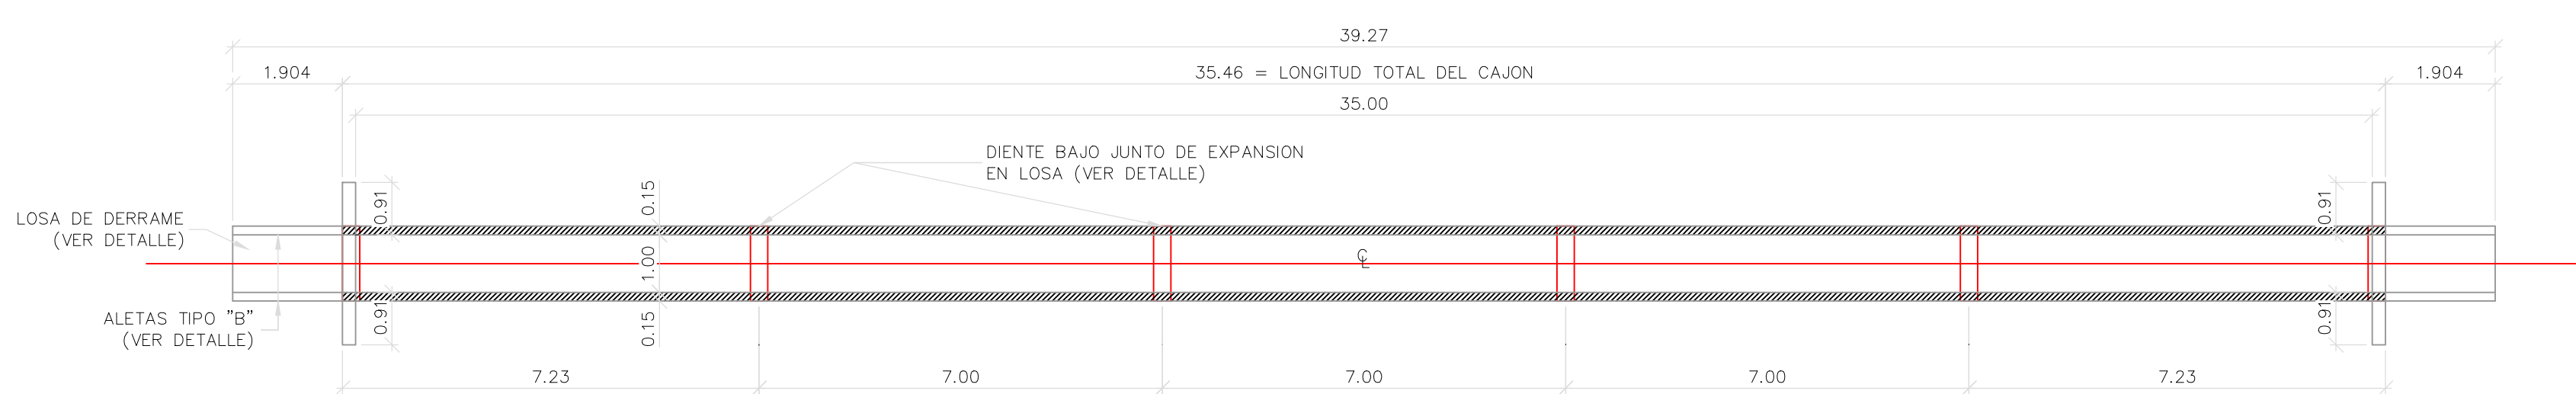 39.27
1.904
35.46 = LONGITUD TOTAL DEL CAJON
1.904
35.00
DIENTE BAJO JUNTO DE EXPANSION
EN LOSA (VER DETALLE)
LOSA DE DERRAME
(VER DETALLE)
0.91
0.15
0.91
1.00
℄
ALETAS TIPO "B"
(VER DETALLE)
0.91
0.15
0.91
7.23
7.00
7.00
7.00
7.23